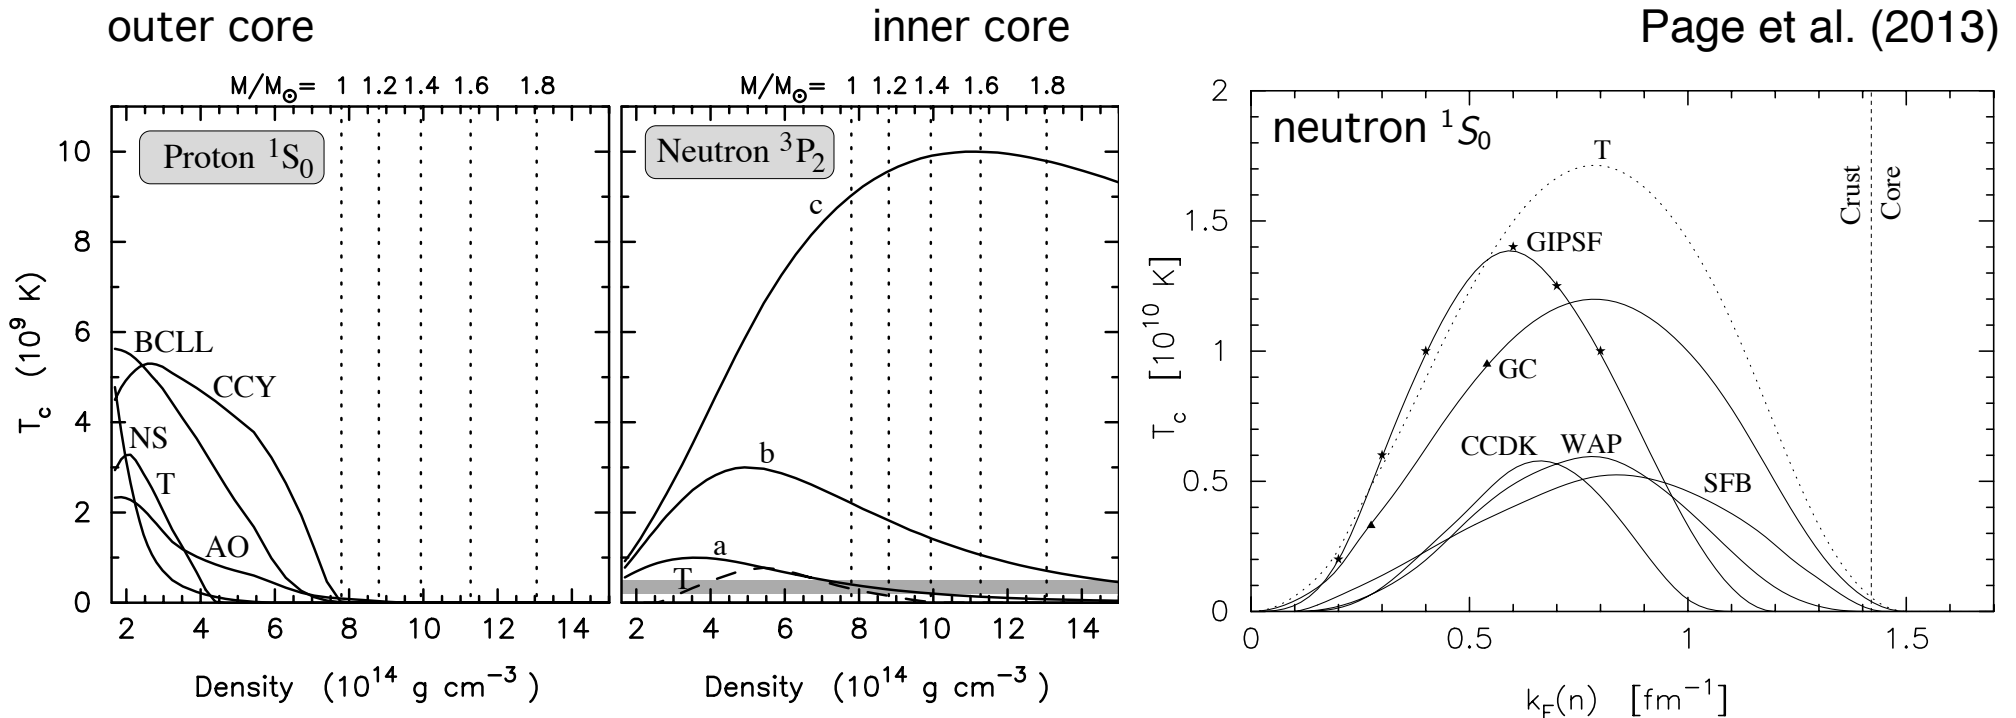 outer core
inner core
Page et al. (2013)
M/M⊙= 1 1.2 1.4 1.6 1.8
Proton ¹S₀
10
8
6
4
2
0
T_c (10⁹ K)
BCLL
CCY
NS
T
AO
2 4 6 8 10 12 14
Density (10¹⁴ g cm⁻³)
M/M⊙= 1 1.2 1.4 1.6 1.8
Neutron ³P₂
c
b
a
T
2 4 6 8 10 12 14
Density (10¹⁴ g cm⁻³)
neutron ¹S₀
2
1.5
1
0.5
0
T_c [10¹⁰ K]
T
GIPSF
GC
CCDK
WAP
SFB
Crust
Core
0 0.5 1 1.5
k_F(n) [fm⁻¹]